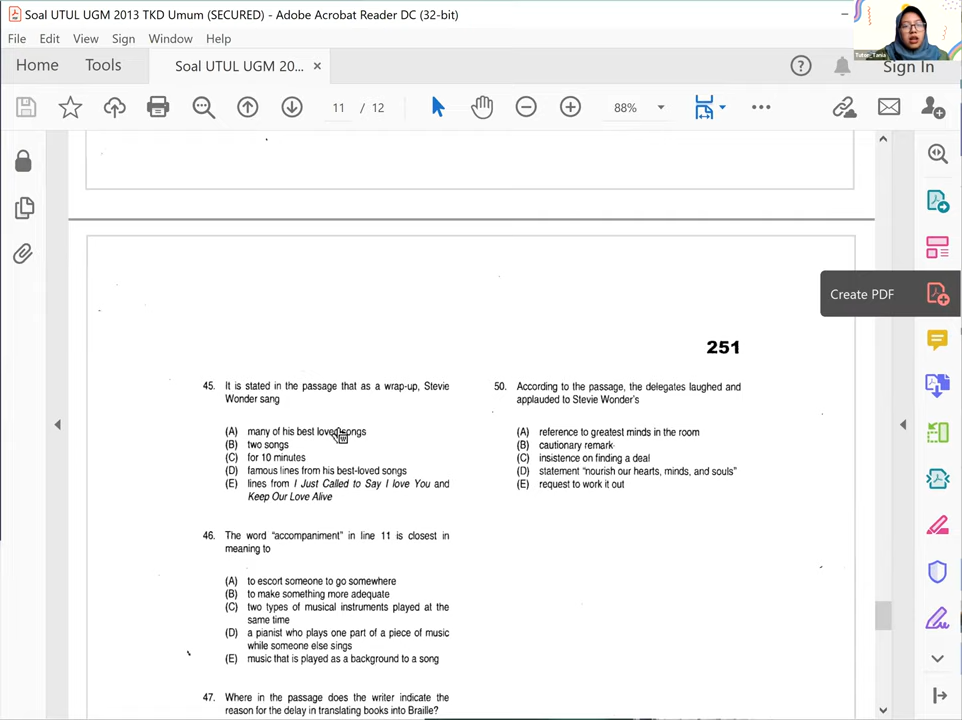 Soal UTUL UGM 2013 TKD Umum (SECURED) - Adobe Acrobat Reader DC (32-bit)
File Edit View Sign Window Help
Home Tools Soal UTUL UGM 20... × Sign In
11 / 12 88%
Create PDF
251
45. It is stated in the passage that as a wrap-up, Stevie
Wonder sang
(A) many of his best loved songs
(B) two songs
(C) for 10 minutes
(D) famous lines from his best-loved songs
(E) lines from I Just Called to Say I love You and
Keep Our Love Alive
46. The word "accompaniment" in line 11 is closest in
meaning to
(A) to escort someone to go somewhere
(B) to make something more adequate
(C) two types of musical instruments played at the
same time
(D) a pianist who plays one part of a piece of music
while someone else sings
(E) music that is played as a background to a song
47. Where in the passage does the writer indicate the
reason for the delay in translating books into Braille?
50. According to the passage, the delegates laughed and
applauded to Stevie Wonder's
(A) reference to greatest minds in the room
(B) cautionary remark
(C) insistence on finding a deal
(D) statement "nourish our hearts, minds, and souls"
(E) request to work it out